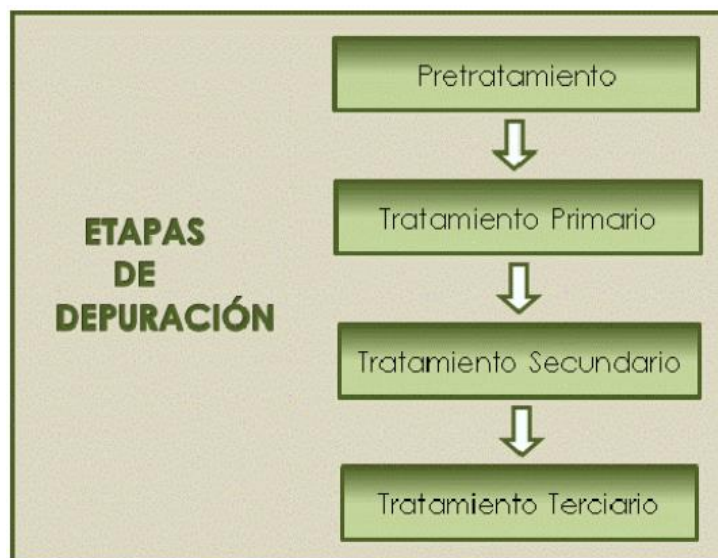 ETAPAS
DE
DEPURACIÓN
Pretratamiento
Tratamiento Primario
Tratamiento Secundario
Tratamiento Terciario